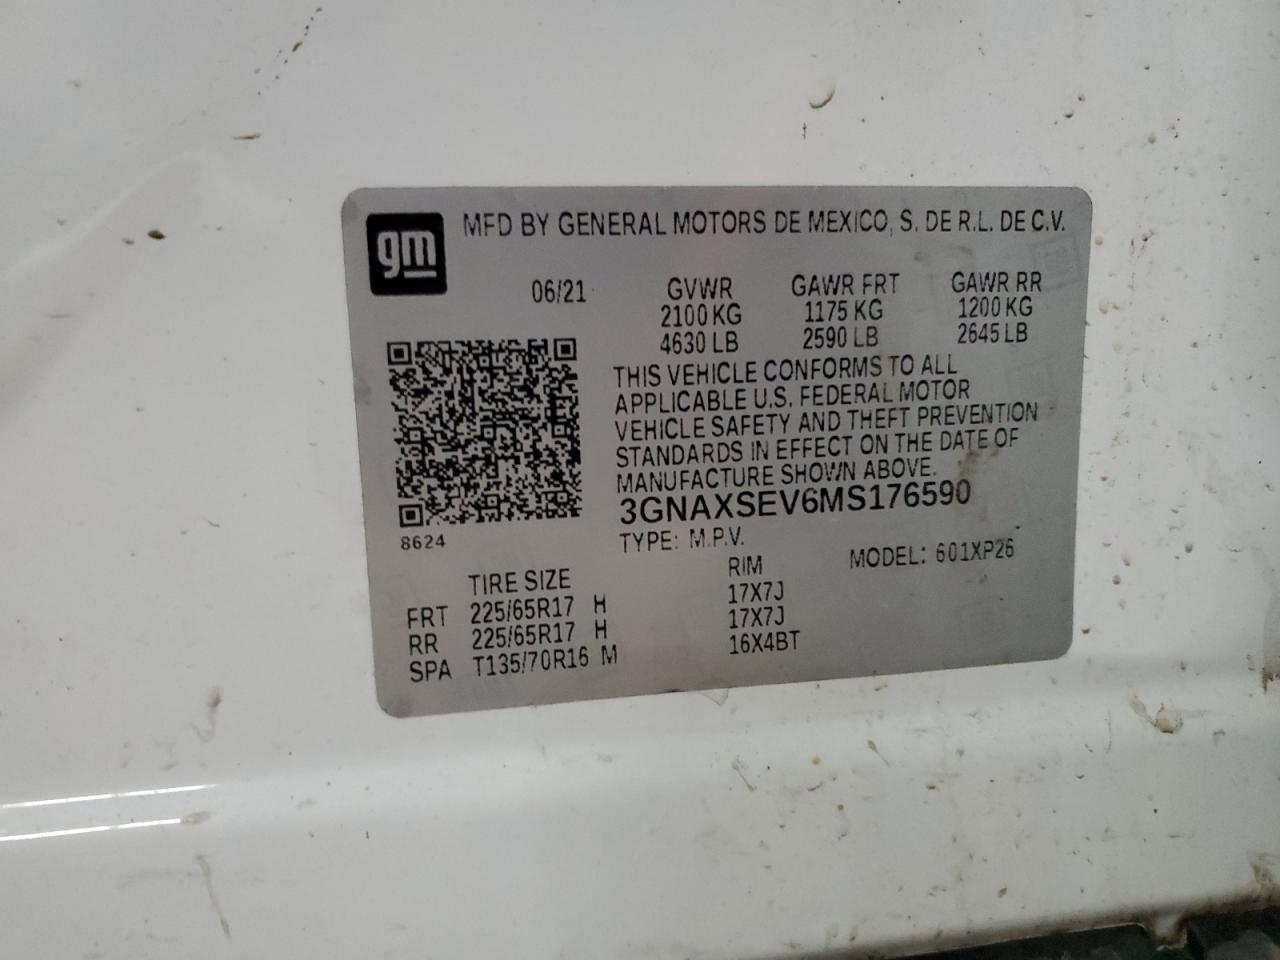 gm
MFD BY GENERAL MOTORS DE MEXICO, S. DE R.L. DE C.V.
06/21 GVWR GAWR FRT GAWR RR
2100 KG 1175 KG 1200 KG
4630 LB 2590 LB 2645 LB
THIS VEHICLE CONFORMS TO ALL
APPLICABLE U.S. FEDERAL MOTOR
VEHICLE SAFETY AND THEFT PREVENTION
STANDARDS IN EFFECT ON THE DATE OF
MANUFACTURE SHOWN ABOVE.
3GNAXSEV6MS176590
8624
TYPE: M.P.V. MODEL: 601XP26
TIRE SIZE RIM
FRT 225/65R17 H 17X7J
RR 225/65R17 H 17X7J
SPA T135/70R16 M 16X4BT